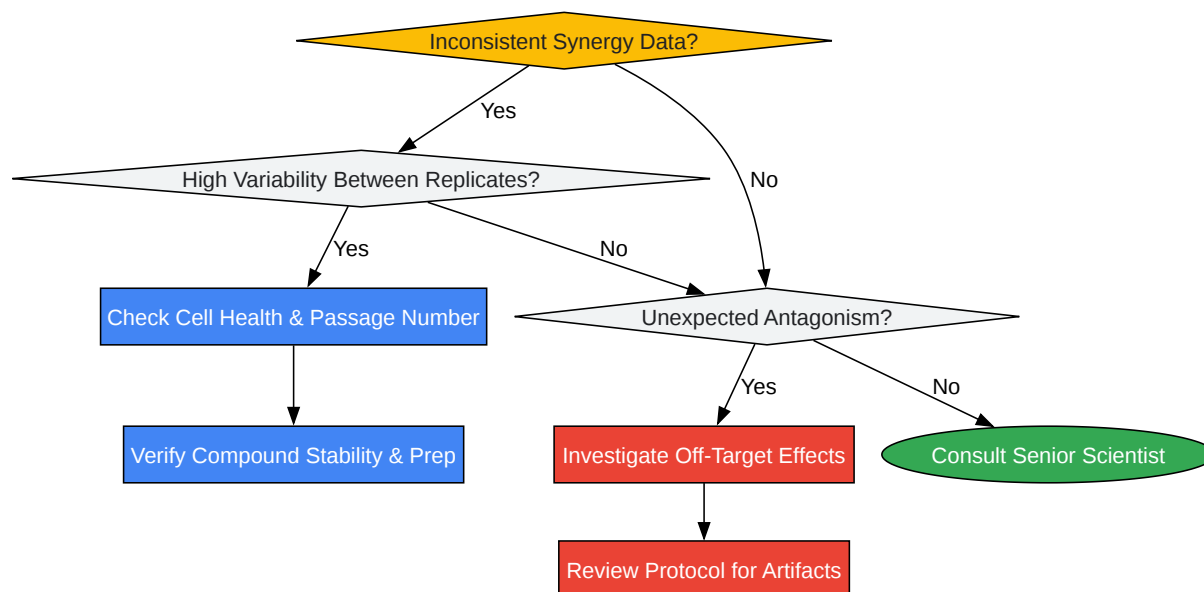 Inconsistent Synergy Data?
Yes
No
High Variability Between Replicates?
Yes
No
Check Cell Health & Passage Number
Unexpected Antagonism?
Yes
No
Verify Compound Stability & Prep
Investigate Off-Target Effects
Consult Senior Scientist
Review Protocol for Artifacts